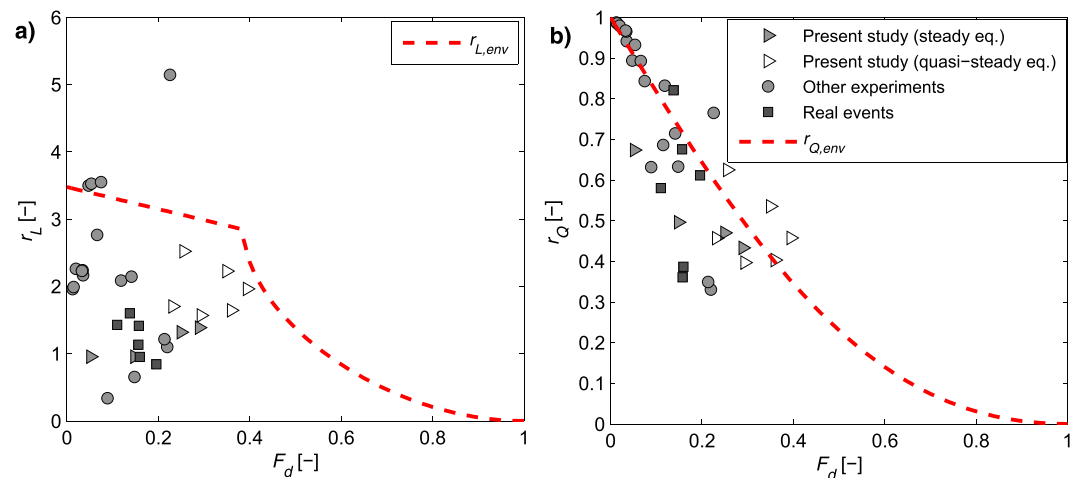 a)
6
5
4
3
2
1
0
r_L [−]
0
0.2
0.4
0.6
0.8
1
F_d [−]
r_L,env
b)
1
0.9
0.8
0.7
0.6
0.5
0.4
0.3
0.2
0.1
0
r_Q [−]
0
0.2
0.4
0.6
0.8
1
F_d [−]
Present study (steady eq.)
Present study (quasi−steady eq.)
Other experiments
Real events
r_Q,env